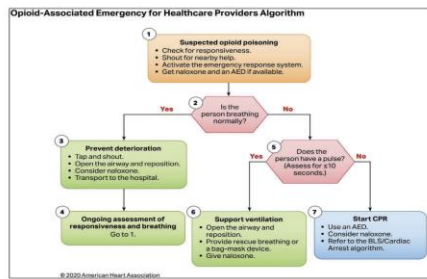 Opioid-Associated Emergency for Healthcare Providers Algorithm
1
Suspected opioid poisoning
• Check for responsiveness.
• Shout for nearby help.
• Activate the emergency response system.
• Get naloxone and an AED if available.
2
Is the
person breathing
normally?
Yes
No
3
Prevent deterioration
• Tap and shout.
• Open the airway and reposition.
• Consider naloxone.
• Transport to the hospital.
5
Does the
person have a pulse?
(Assess for ≤10
seconds.)
Yes
No
4
Ongoing assessment of
responsiveness and breathing
Go to 1.
6
Support ventilation
• Open the airway and
reposition.
• Provide rescue breathing or
a bag-mask device.
• Give naloxone.
7
Start CPR
• Use an AED.
• Consider naloxone.
• Refer to the BLS/Cardiac
Arrest algorithm.
© 2020 American Heart Association